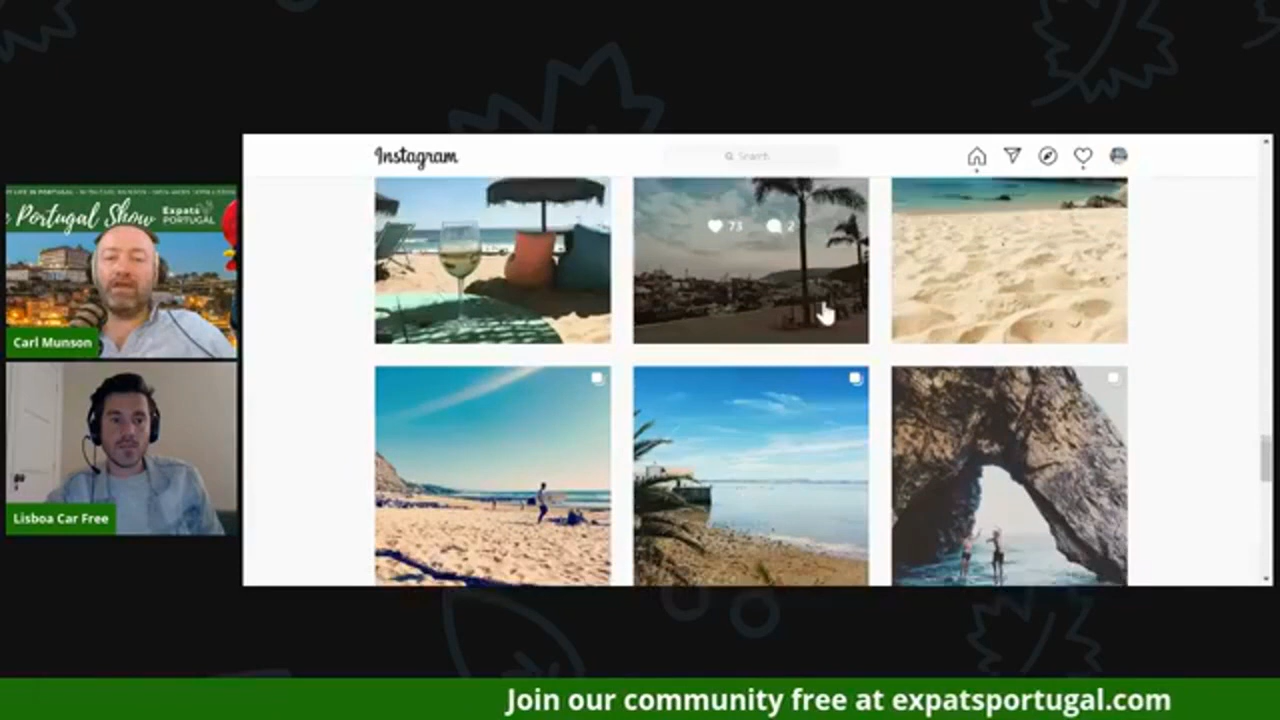 Portugal Show
Expats
PORTUGAL
Carl Munson
Lisboa Car Free
Instagram
Search
73
2
Join our community free at expatsportugal.com